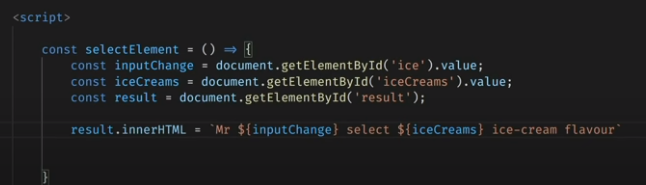 <script>
const selectElement = () => {
const inputChange = document.getElementById('ice').value;
const iceCreams = document.getElementById('iceCreams').value;
const result = document.getElementById('result');
result.innerHTML = `Mr ${inputChange} select ${iceCreams} ice-cream flavour`
}